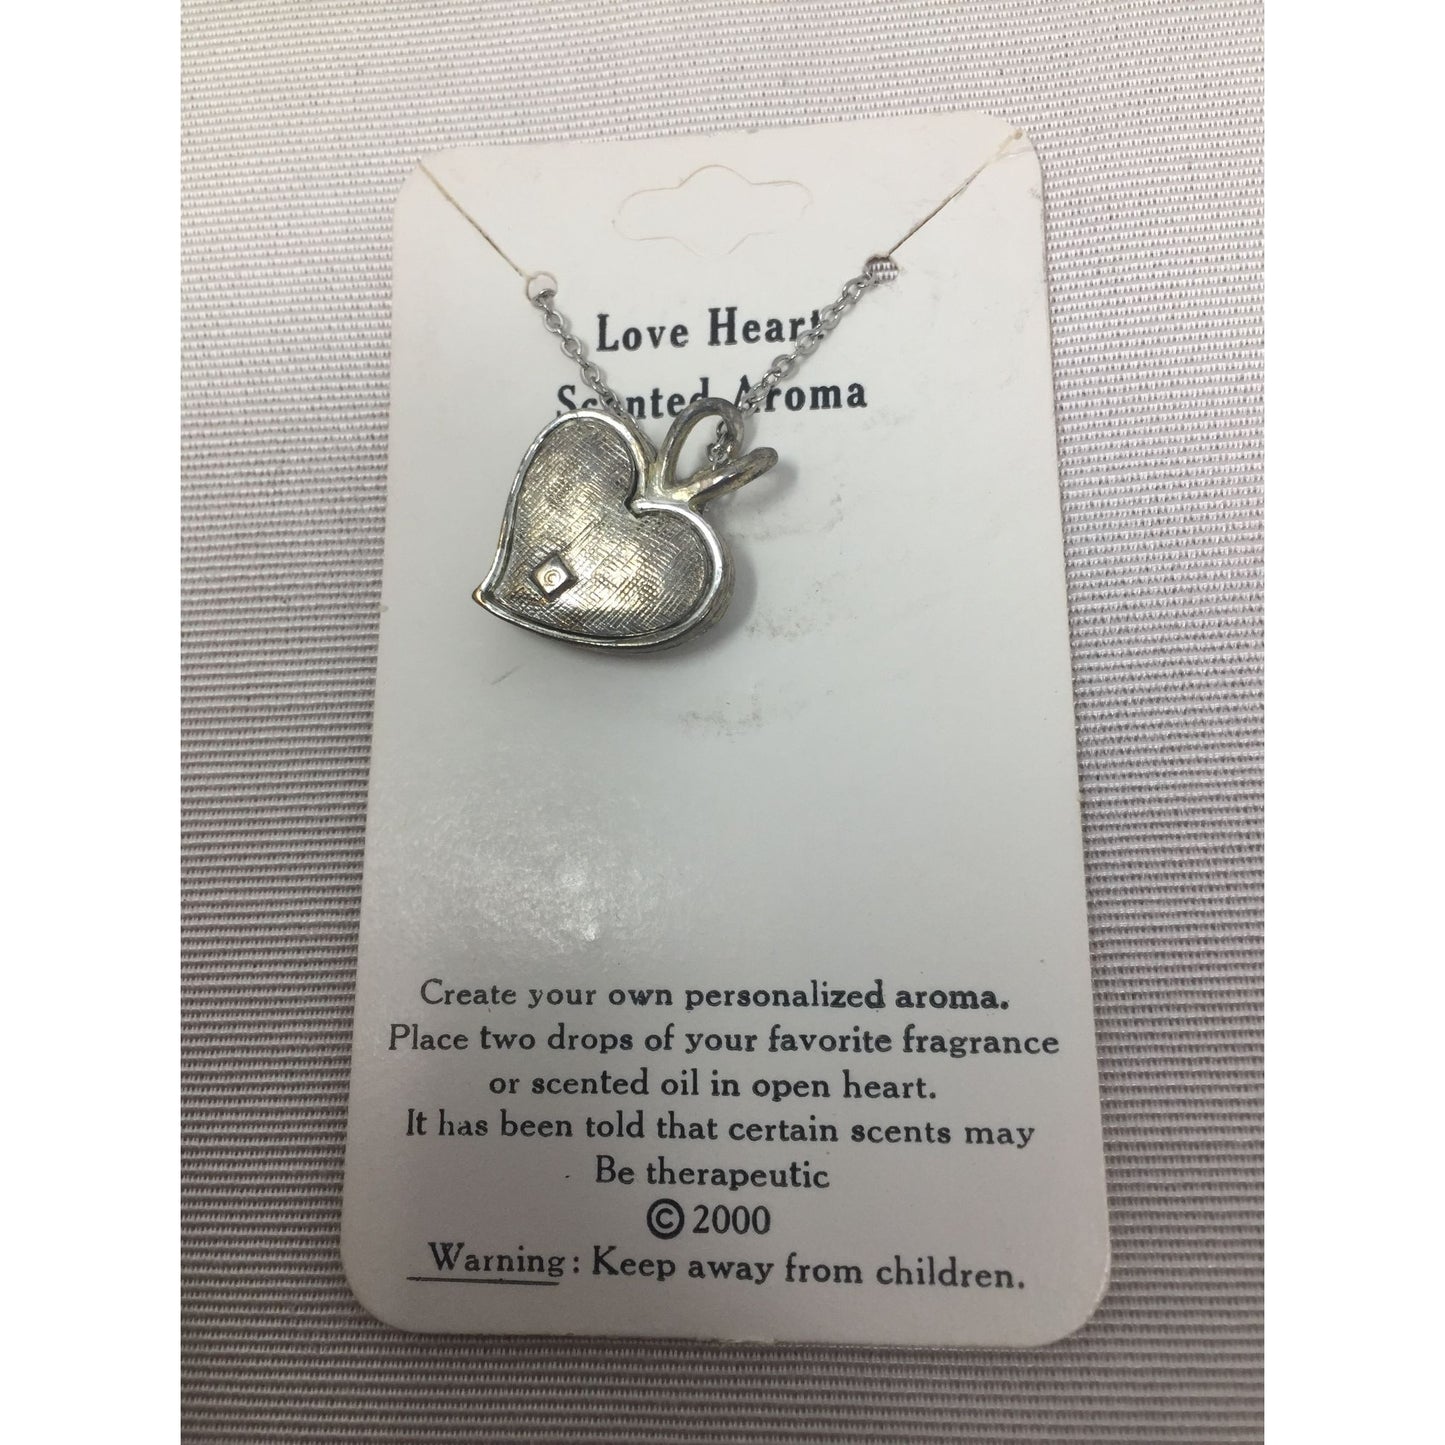 Love Heart
Scented Aroma
Create your own personalized aroma.
Place two drops of your favorite fragrance
or scented oil in open heart.
It has been told that certain scents may
Be therapeutic
© 2000
Warning: Keep away from children.